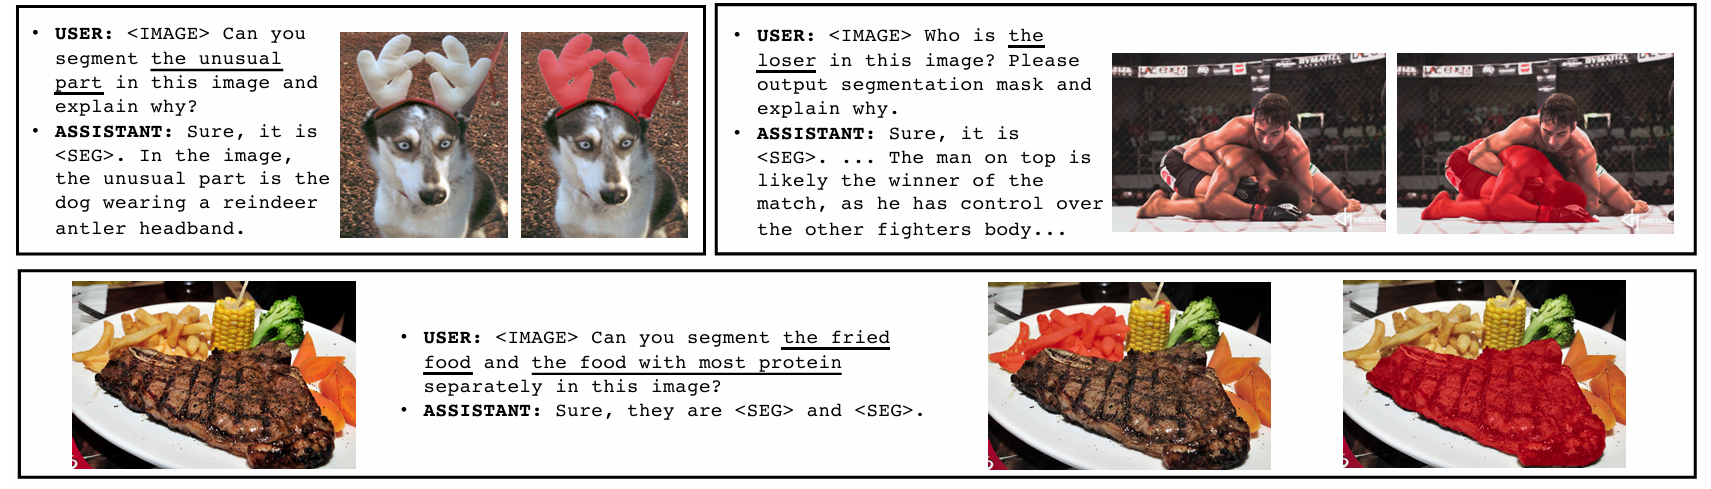 • USER: <IMAGE> Can you
segment the unusual
part in this image and
explain why?
• ASSISTANT: Sure, it is
<SEG>. In the image,
the unusual part is the
dog wearing a reindeer
antler headband.
• USER: <IMAGE> Who is the
loser in this image? Please
output segmentation mask and
explain why.
• ASSISTANT: Sure, it is
<SEG>. ... The man on top is
likely the winner of the
match, as he has control over
the other fighters body...
• USER: <IMAGE> Can you segment the fried
food and the food with most protein
separately in this image?
• ASSISTANT: Sure, they are <SEG> and <SEG>.